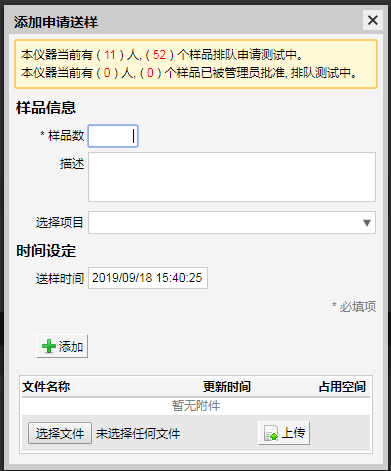 添加申请送样
本仪器当前有 ( 11 ) 人, ( 52 ) 个样品排队申请测试中。
本仪器当前有 ( 0 ) 人, ( 0 ) 个样品已被管理员批准, 排队测试中。
样品信息
* 样品数
描述
选择项目
时间设定
送样时间 2019/09/18 15:40:25
* 必填项
添加
文件名称 更新时间 占用空间
暂无附件
选择文件 未选择任何文件 上传